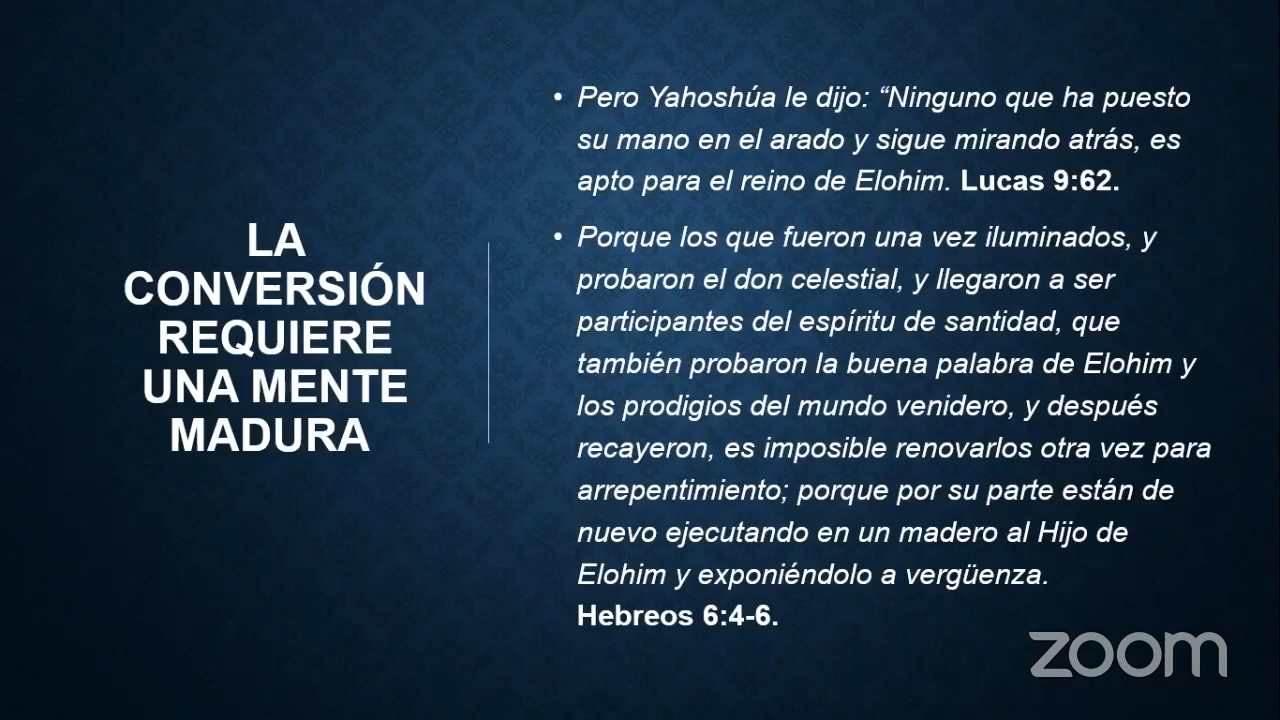 LA
CONVERSIÓN
REQUIERE
UNA MENTE
MADURA
• Pero Yahoshúa le dijo: “Ninguno que ha puesto
su mano en el arado y sigue mirando atrás, es
apto para el reino de Elohim. Lucas 9:62.
• Porque los que fueron una vez iluminados, y
probaron el don celestial, y llegaron a ser
participantes del espíritu de santidad, que
también probaron la buena palabra de Elohim y
los prodigios del mundo venidero, y después
recayeron, es imposible renovarlos otra vez para
arrepentimiento; porque por su parte están de
nuevo ejecutando en un madero al Hijo de
Elohim y exponiéndolo a vergüenza.
Hebreos 6:4-6.
zoom